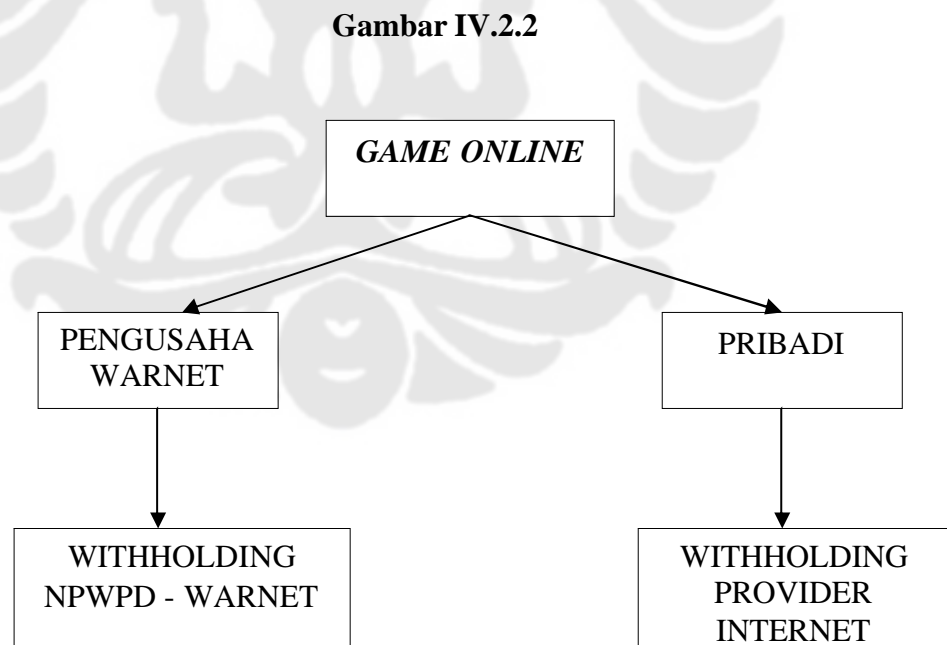 Gambar IV.2.2
GAME ONLINE
PENGUSAHA
WARNET
PRIBADI
WITHHOLDING
NPWPD - WARNET
WITHHOLDING
PROVIDER
INTERNET